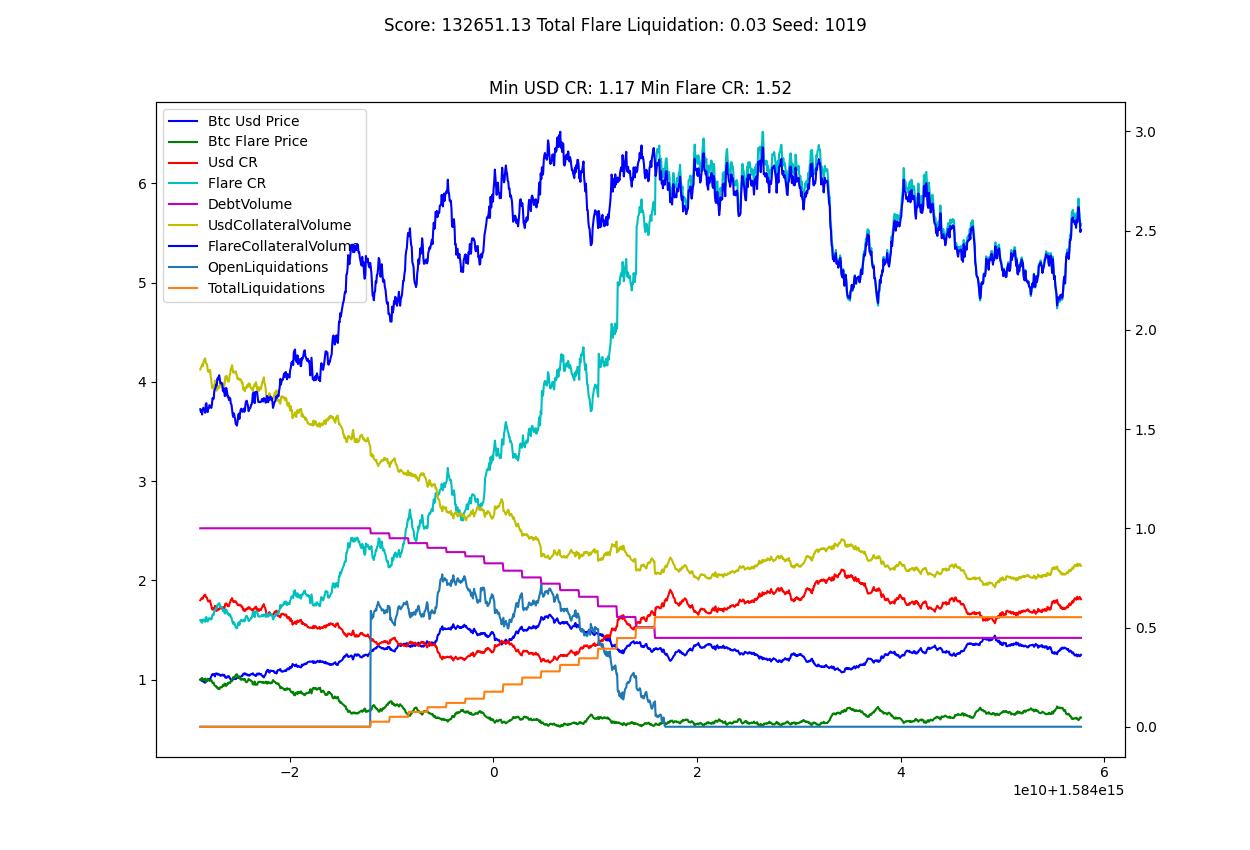 Score: 132651.13 Total Flare Liquidation: 0.03 Seed: 1019
Min USD CR: 1.17 Min Flare CR: 1.52
Btc Usd Price
Btc Flare Price
Usd CR
Flare CR
DebtVolume
UsdCollateralVolume
FlareCollateralVolume
OpenLiquidations
TotalLiquidations
6
5
4
3
2
1
3.0
2.5
2.0
1.5
1.0
0.5
0.0
−2 0 2 4 6
1e10+1.584e15